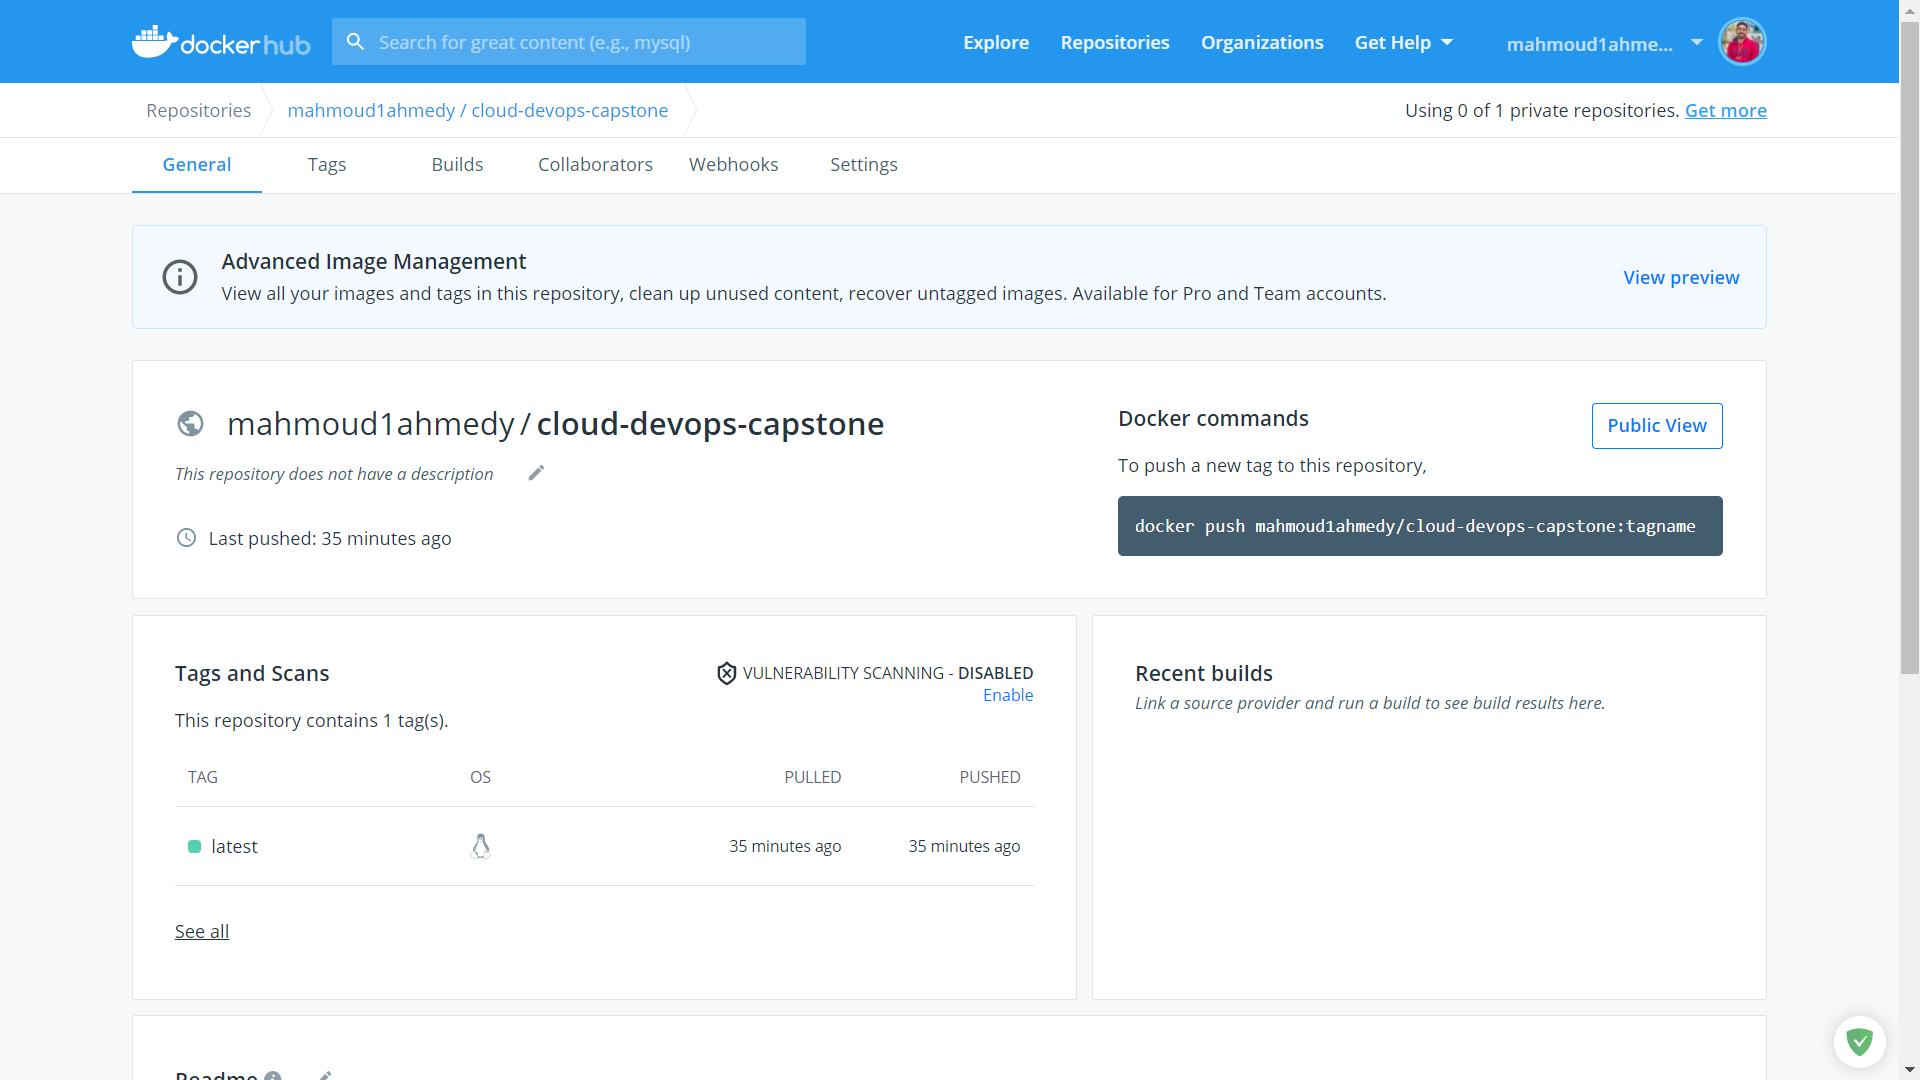 docker hub
Search for great content (e.g., mysql)
Explore
Repositories
Organizations
Get Help
mahmoud1ahme...
Repositories
mahmoud1ahmedy / cloud-devops-capstone
Using 0 of 1 private repositories. Get more
General
Tags
Builds
Collaborators
Webhooks
Settings
Advanced Image Management
View all your images and tags in this repository, clean up unused content, recover untagged images. Available for Pro and Team accounts.
View preview
mahmoud1ahmedy / cloud-devops-capstone
This repository does not have a description
Last pushed: 35 minutes ago
Docker commands
Public View
To push a new tag to this repository,
docker push mahmoud1ahmedy/cloud-devops-capstone:tagname
Tags and Scans
VULNERABILITY SCANNING - DISABLED
Enable
This repository contains 1 tag(s).
TAG OS PULLED PUSHED
latest 35 minutes ago 35 minutes ago
See all
Recent builds
Link a source provider and run a build to see build results here.
Readme